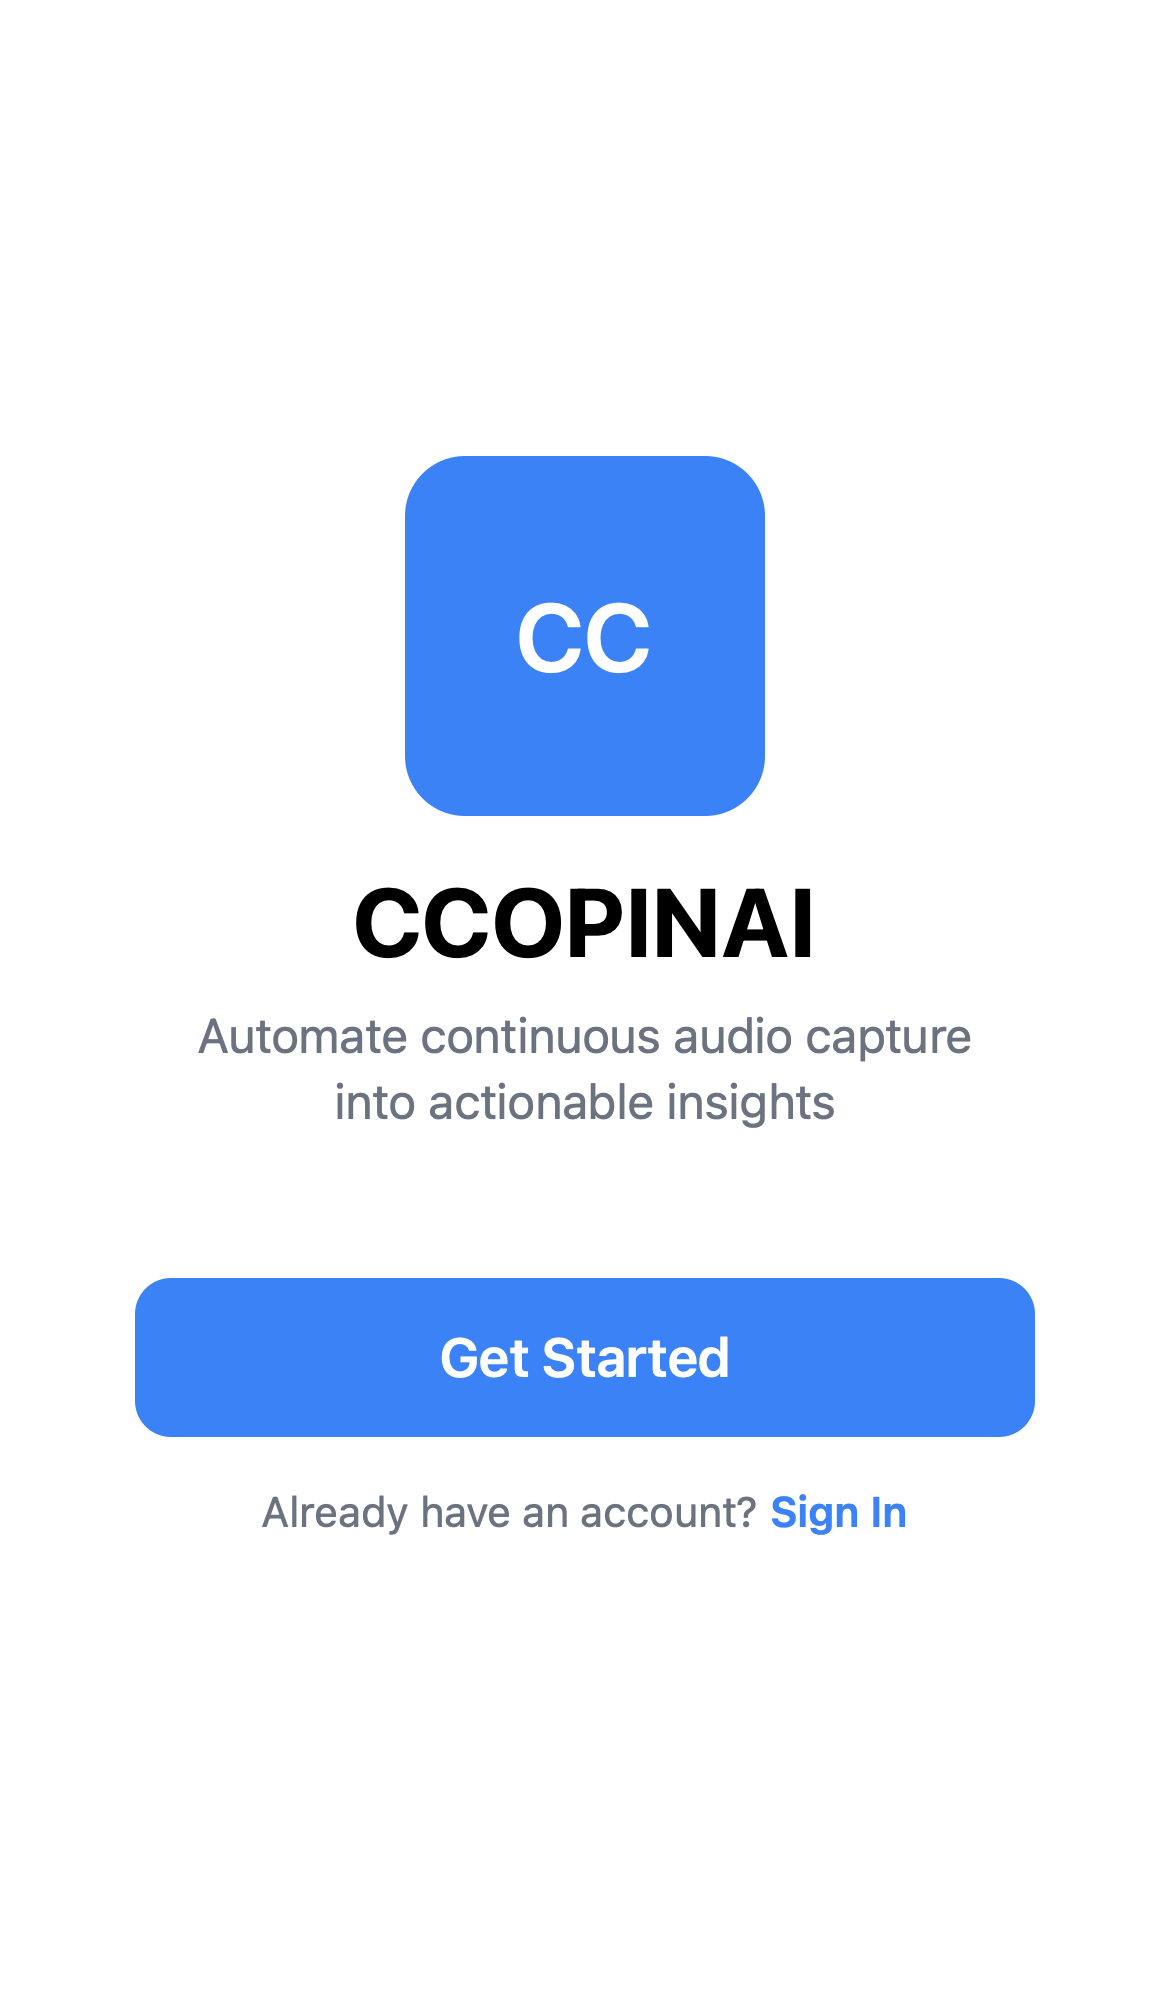 CC
CCOPINAI
Automate continuous audio capture
into actionable insights
Get Started
Already have an account? Sign In